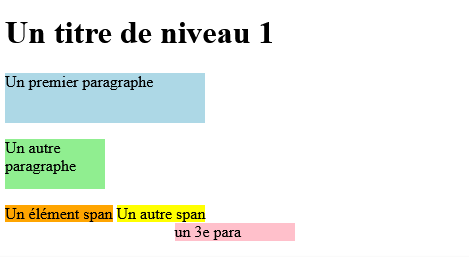 Un titre de niveau 1
Un premier paragraphe
Un autre
paragraphe
Un élément span Un autre span
un 3e para